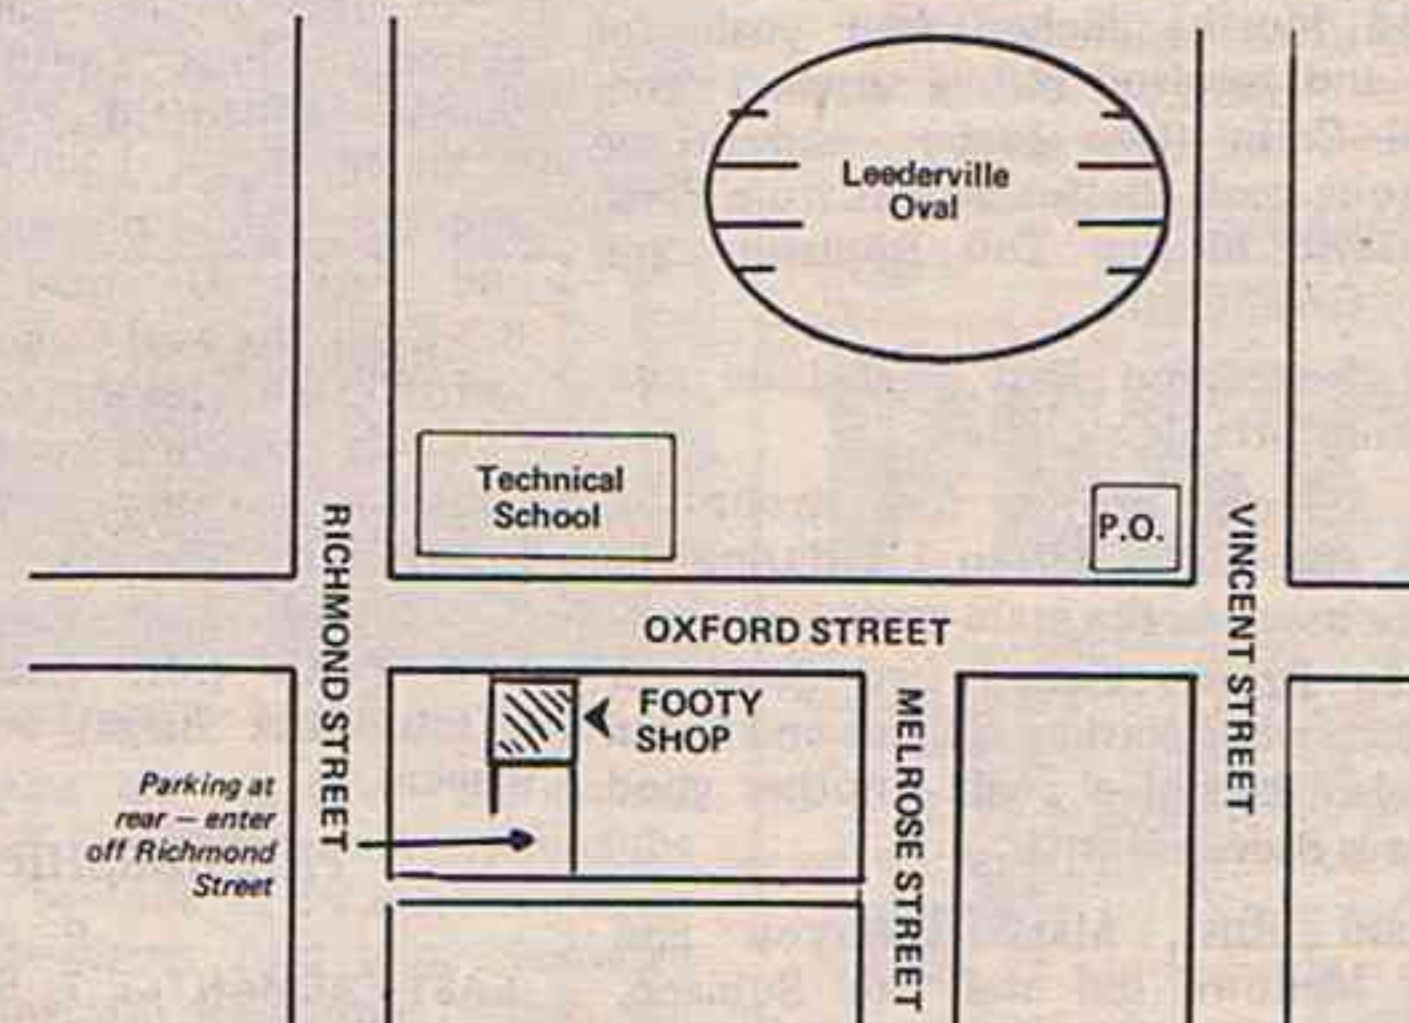 Leederville
Oval
Technical
School
P.O.
RICHMOND STREET
VINCENT STREET
OXFORD STREET
FOOTY
SHOP
MELROSE STREET
Parking at
rear — enter
off Richmond
Street